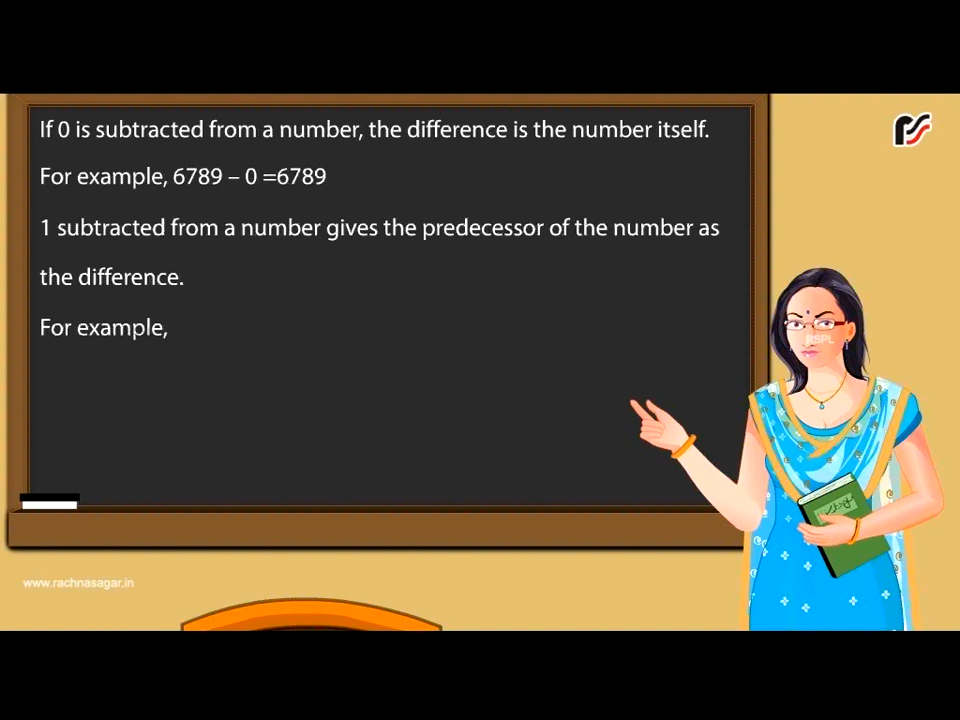 If 0 is subtracted from a number, the difference is the number itself.
For example, 6789 – 0 =6789
1 subtracted from a number gives the predecessor of the number as
the difference.
For example,
RSPL
www.rachnasagar.in